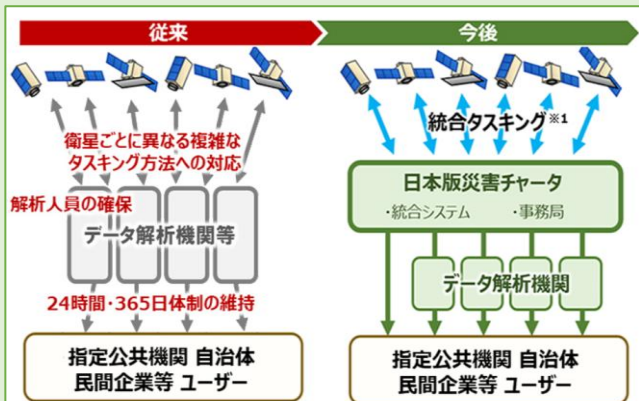 従来
衛星ごとに異なる複雑な
タスキング方法への対応
解析人員の確保
データ解析機関等
24時間・365日体制の維持
指定公共機関 自治体
民間企業等 ユーザー
今後
統合タスキング※1
日本版災害チャータ
・統合システム ・事務局
データ解析機関
指定公共機関 自治体
民間企業等 ユーザー